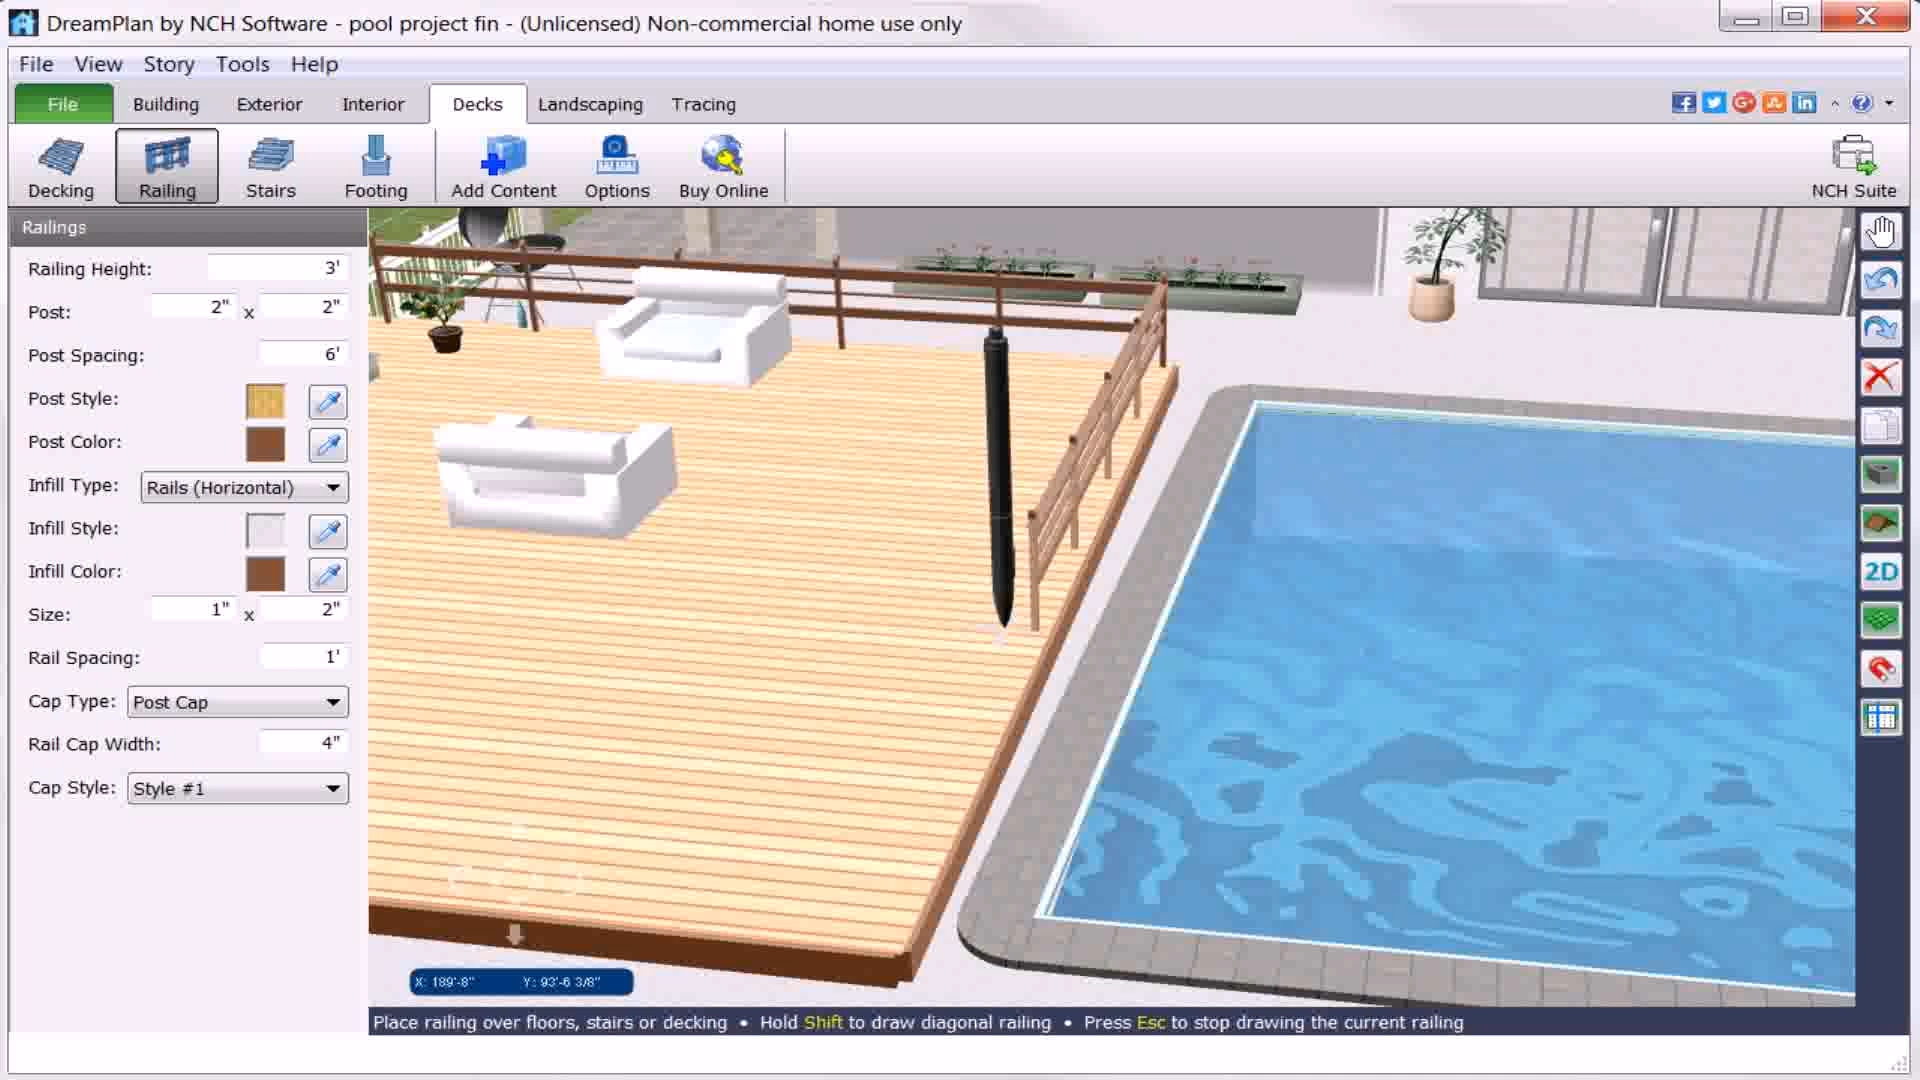 DreamPlan by NCH Software - pool project fin - (Unlicensed) Non-commercial home use only
File View Story Tools Help
File Building Exterior Interior Decks Landscaping Tracing
Decking Railing Stairs Footing Add Content Options Buy Online NCH Suite
Railings
Railing Height: 3'
Post: 2" x 2"
Post Spacing: 6'
Post Style:
Post Color:
Infill Type: Rails (Horizontal)
Infill Style:
Infill Color:
Size: 1" x 2"
Rail Spacing: 1'
Cap Type: Post Cap
Rail Cap Width: 4"
Cap Style: Style #1
2D
X: 189'-8" Y: 93'-6 3/8"
Place railing over floors, stairs or decking • Hold Shift to draw diagonal railing • Press Esc to stop drawing the current railing